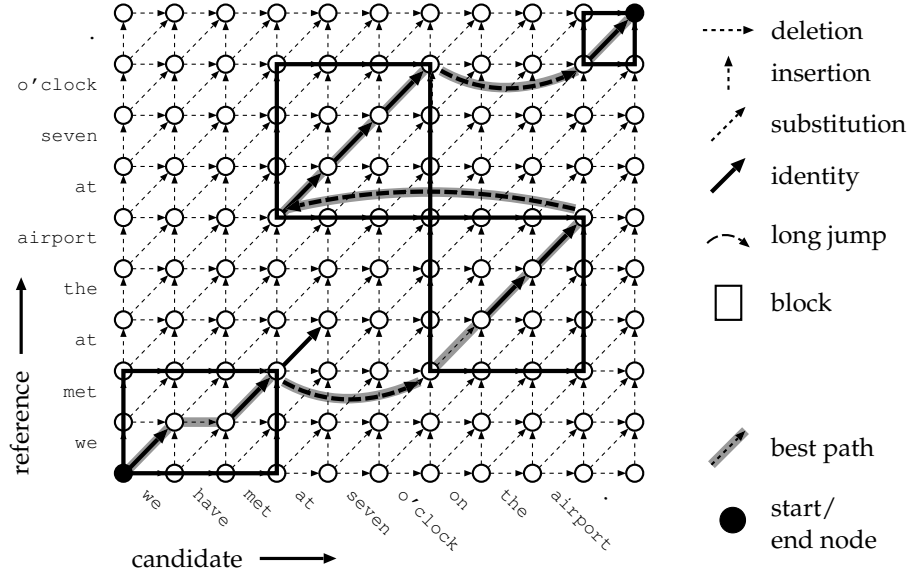 .
o'clock
seven
at
airport
the
at
met
we
reference
we
have
met
at
seven
o'clock
on
the
airport
.
candidate
deletion
insertion
substitution
identity
long jump
block
best path
start/
end node